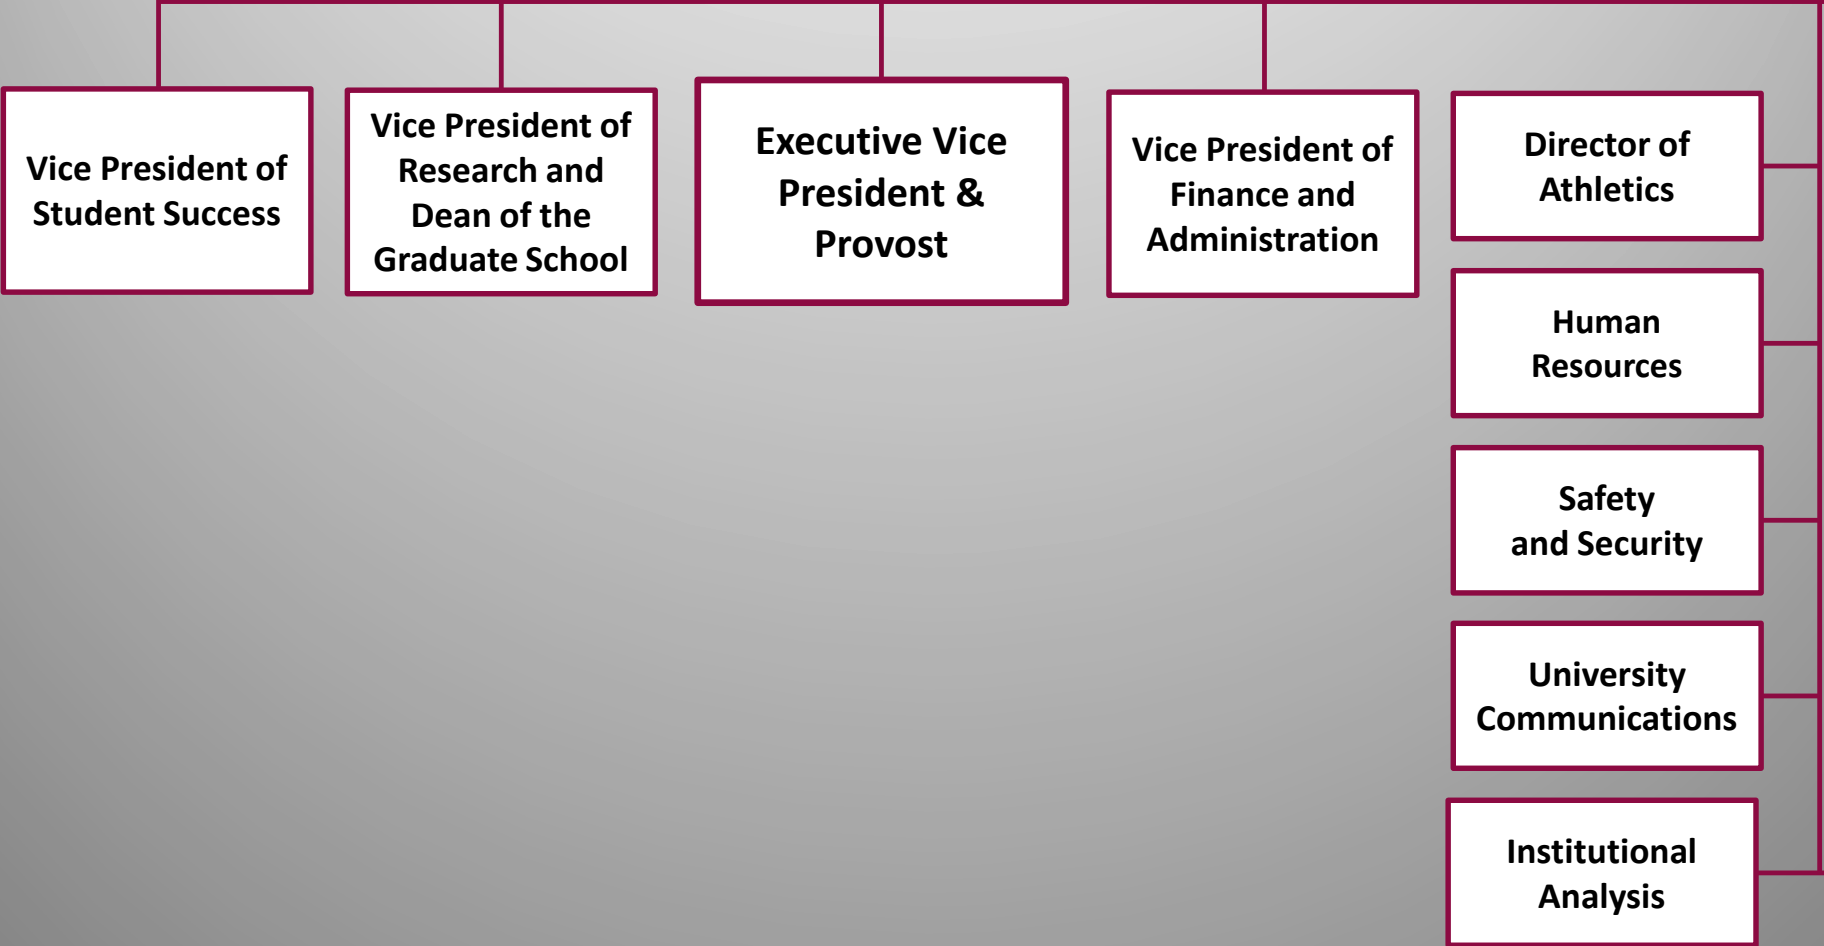 Vice President of
Student Success
Vice President of
Research and
Dean of the
Graduate School
Executive Vice
President &
Provost
Vice President of
Finance and
Administration
Director of
Athletics
Human
Resources
Safety
and Security
University
Communications
Institutional
Analysis